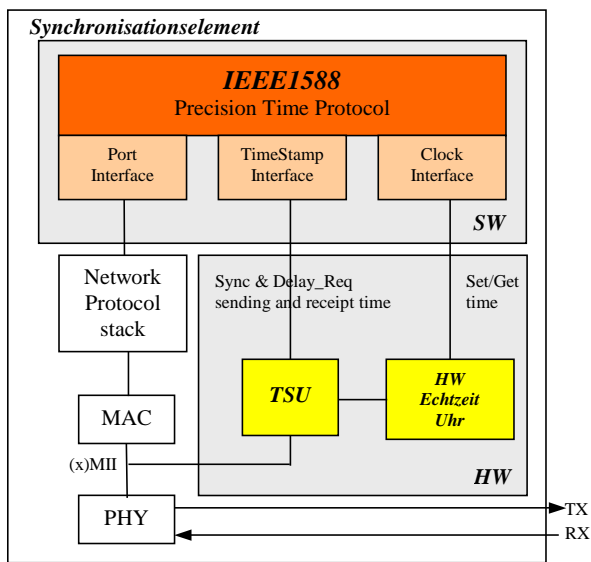 Synchronisationselement
IEEE1588
Precision Time Protocol
Port
Interface
TimeStamp
Interface
Clock
Interface
SW
Network
Protocol
stack
Sync & Delay_Req
sending and receipt time
Set/Get
time
TSU
HW
Echtzeit
Uhr
MAC
(x)MII
HW
PHY
TX
RX